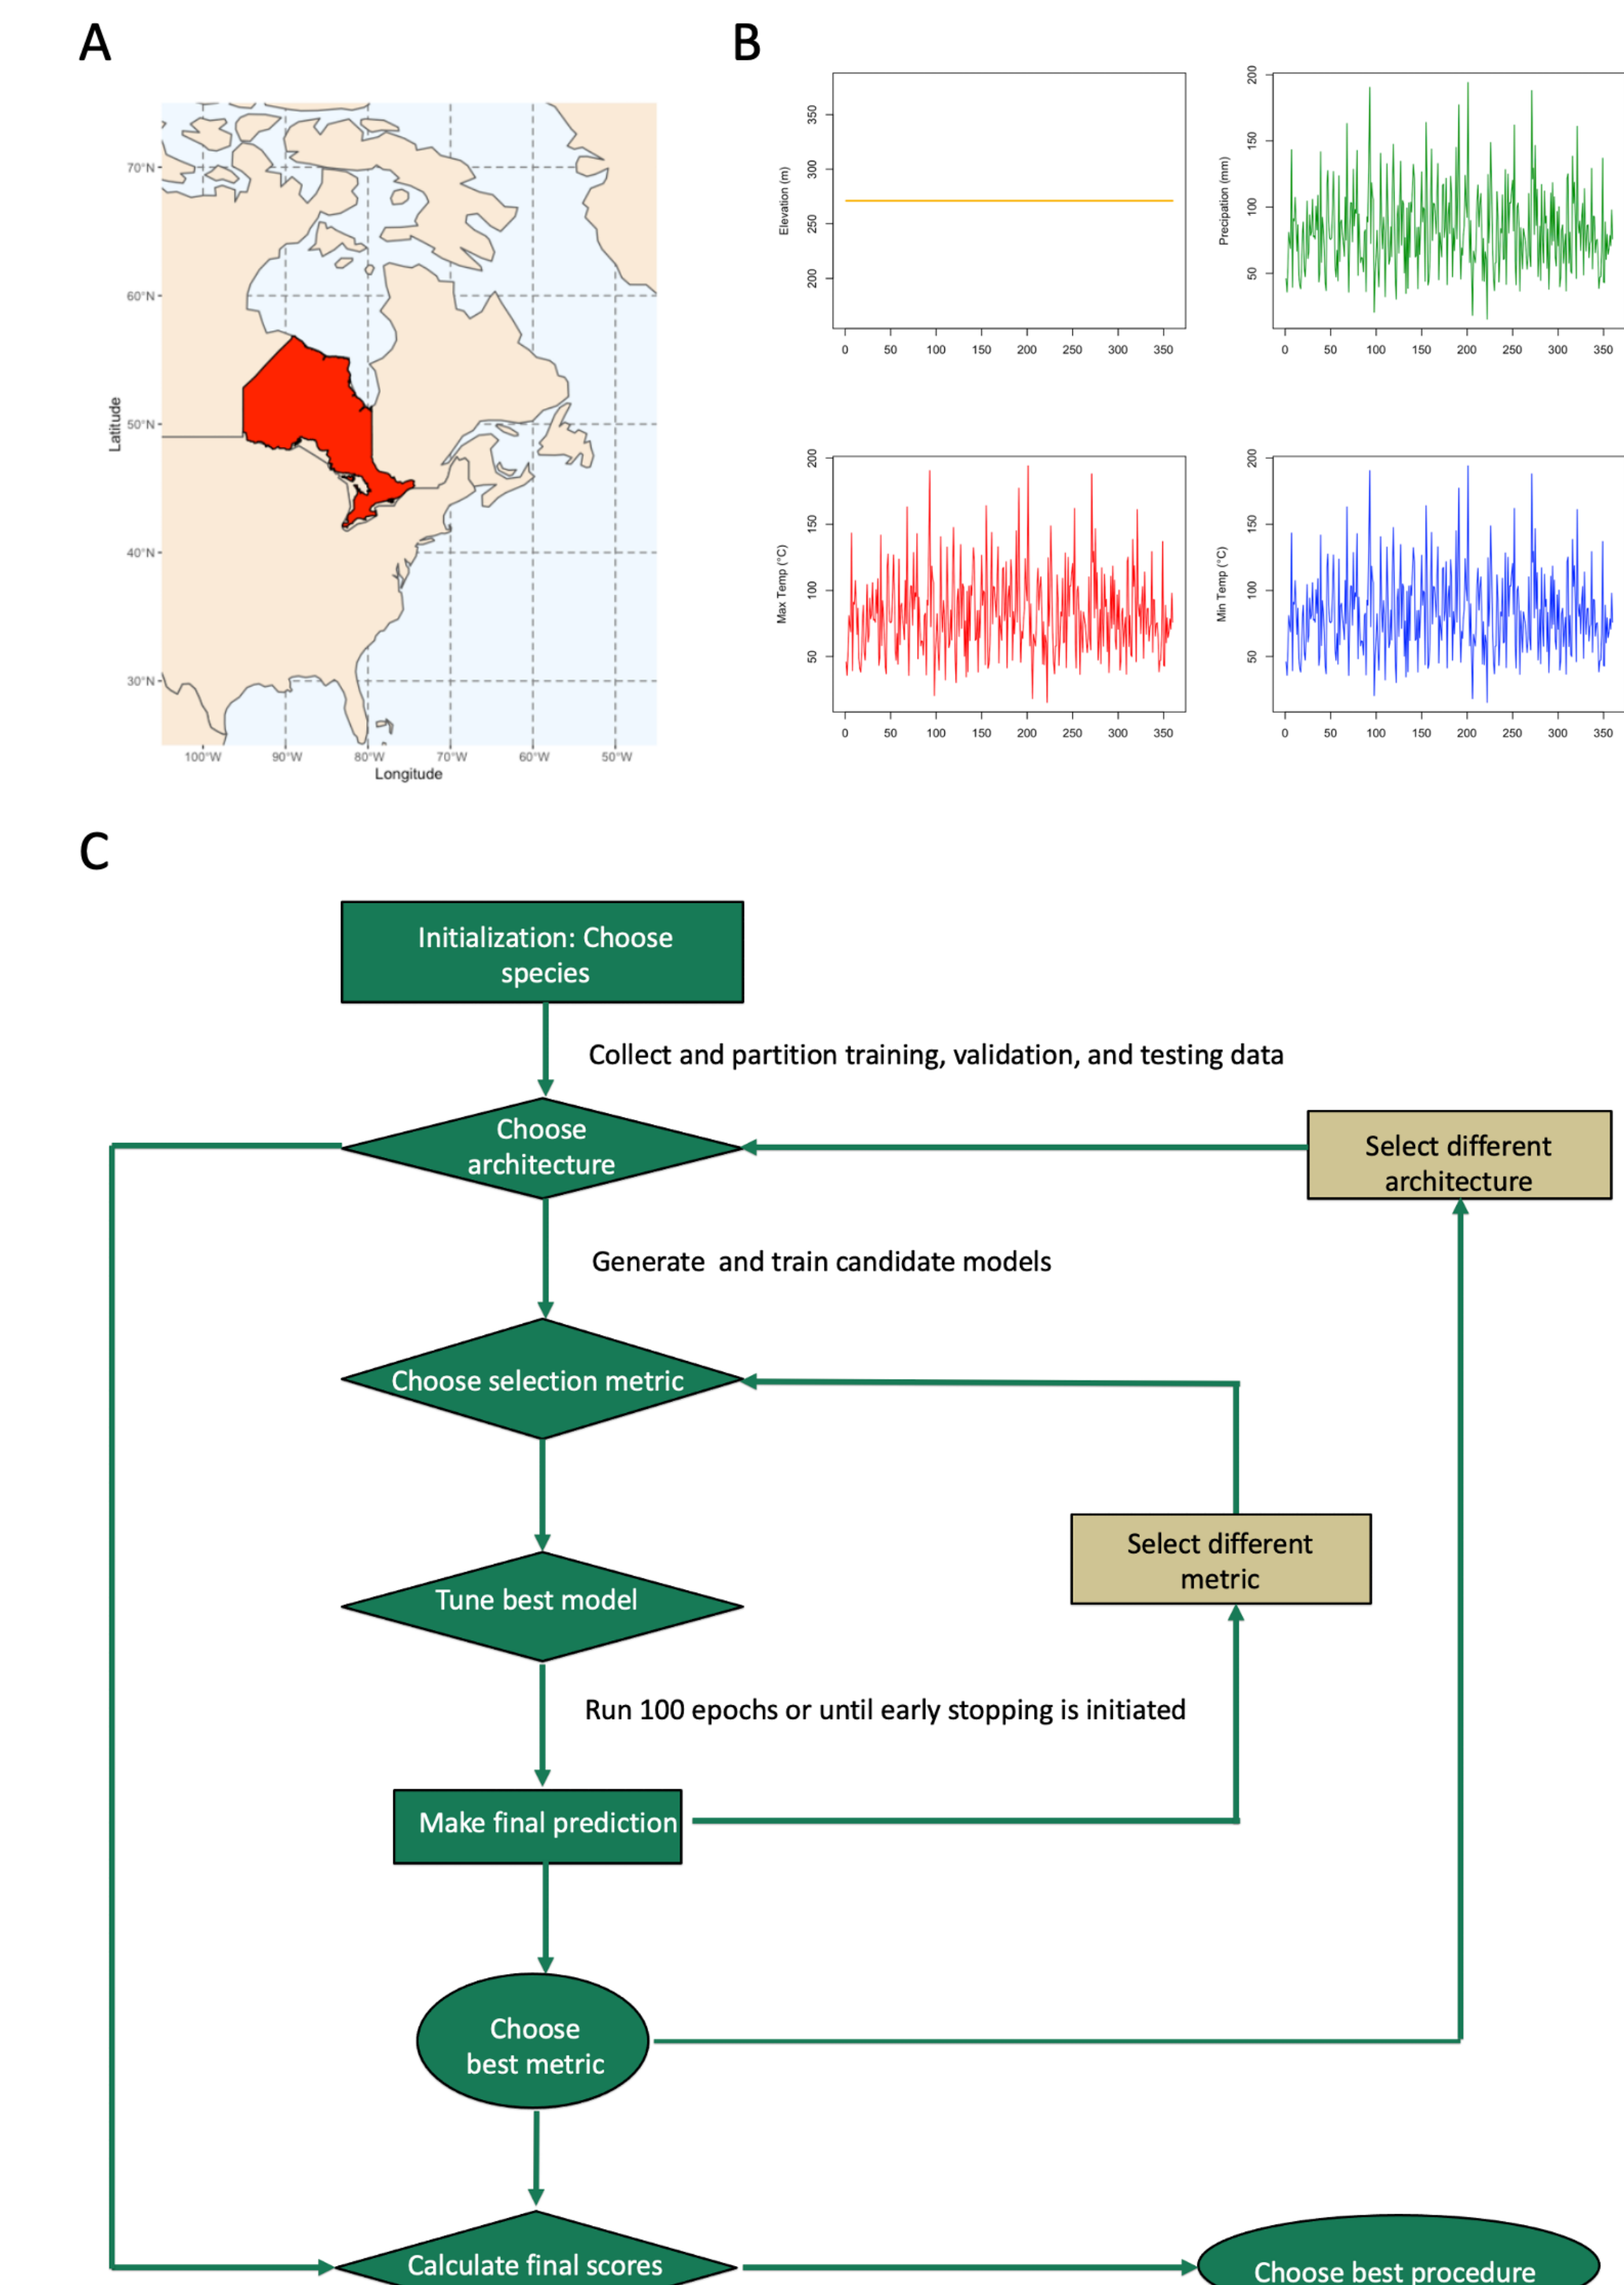 A
B
70°N
60°N
50°N
40°N
30°N
Latitude
100°W 90°W 80°W 70°W 60°W 50°W
Longitude
Elevation (m)
350
300
250
200
0 50 100 150 200 250 300 350
Precipation (mm)
200
150
100
50
0 50 100 150 200 250 300 350
Max Temp (°C)
200
150
100
50
0 50 100 150 200 250 300 350
Min Temp (°C)
200
150
100
50
0 50 100 150 200 250 300 350
C
Initialization: Choose
species
Collect and partition training, validation, and testing data
Choose
architecture
Select different
architecture
Generate and train candidate models
Choose selection metric
Select different
metric
Tune best model
Run 100 epochs or until early stopping is initiated
Make final prediction
Choose
best metric
Calculate final scores
Choose best procedure